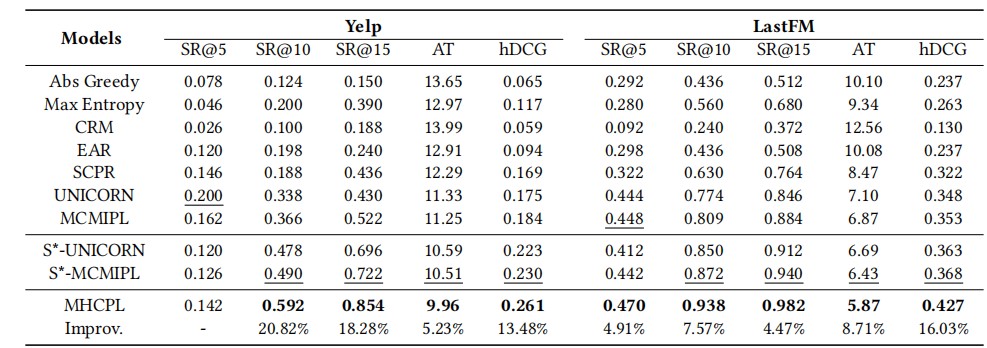 Models Yelp LastFM
SR@5 SR@10 SR@15 AT hDCG SR@5 SR@10 SR@15 AT hDCG
Abs Greedy 0.078 0.124 0.150 13.65 0.065 0.292 0.436 0.512 10.10 0.237
Max Entropy 0.046 0.200 0.390 12.97 0.117 0.280 0.560 0.680 9.34 0.263
CRM 0.026 0.100 0.188 13.99 0.059 0.092 0.240 0.372 12.56 0.130
EAR 0.120 0.198 0.240 12.91 0.094 0.298 0.436 0.508 10.08 0.237
SCPR 0.146 0.188 0.436 12.29 0.169 0.322 0.630 0.764 8.47 0.322
UNICORN 0.200 0.338 0.430 11.33 0.175 0.444 0.774 0.846 7.10 0.348
MCMIPL 0.162 0.366 0.522 11.25 0.184 0.448 0.809 0.884 6.87 0.353
S*-UNICORN 0.120 0.478 0.696 10.59 0.223 0.412 0.850 0.912 6.69 0.363
S*-MCMIPL 0.126 0.490 0.722 10.51 0.230 0.442 0.872 0.940 6.43 0.368
MHCPL 0.142 0.592 0.854 9.96 0.261 0.470 0.938 0.982 5.87 0.427
Improv. - 20.82% 18.28% 5.23% 13.48% 4.91% 7.57% 4.47% 8.71% 16.03%